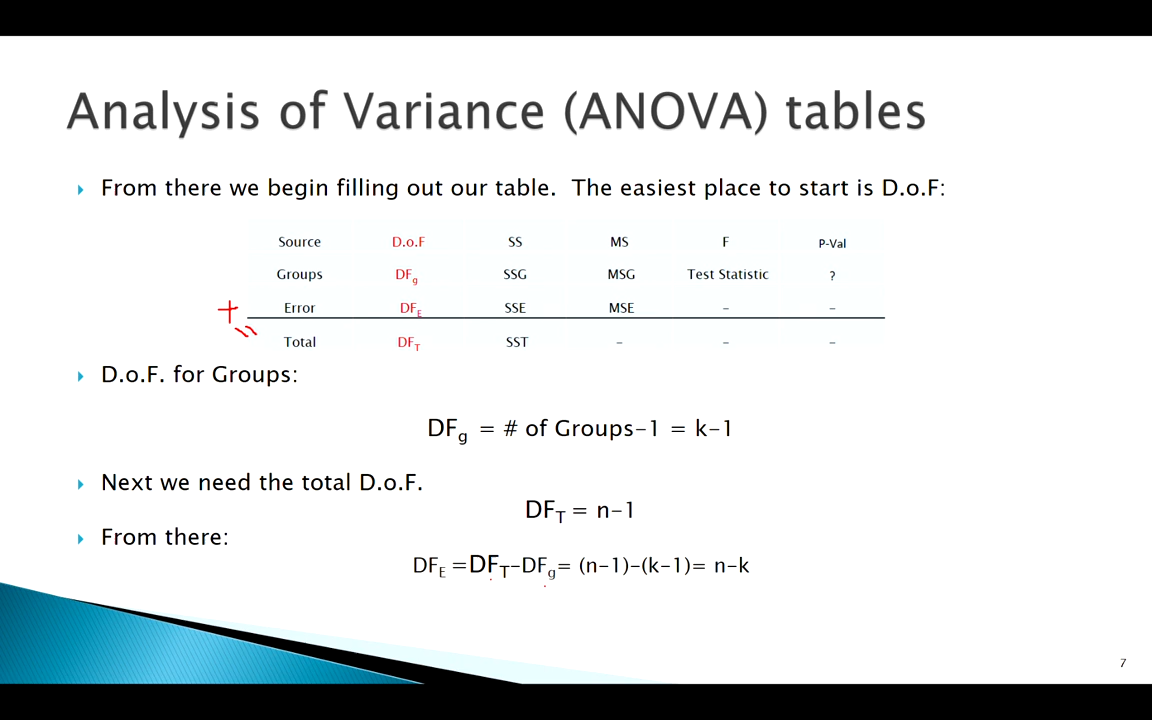 Analysis of Variance (ANOVA) tables
From there we begin filling out our table. The easiest place to start is D.o.F:
Source D.o.F SS MS F P-Val
Groups DFg SSG MSG Test Statistic ?
+ Error DFE SSE MSE – –
= Total DFT SST – – –
D.o.F. for Groups:
DFg = # of Groups-1 = k-1
Next we need the total D.o.F.
DFT = n-1
From there:
DFE =DFT-DFg= (n-1)-(k-1)= n-k
7